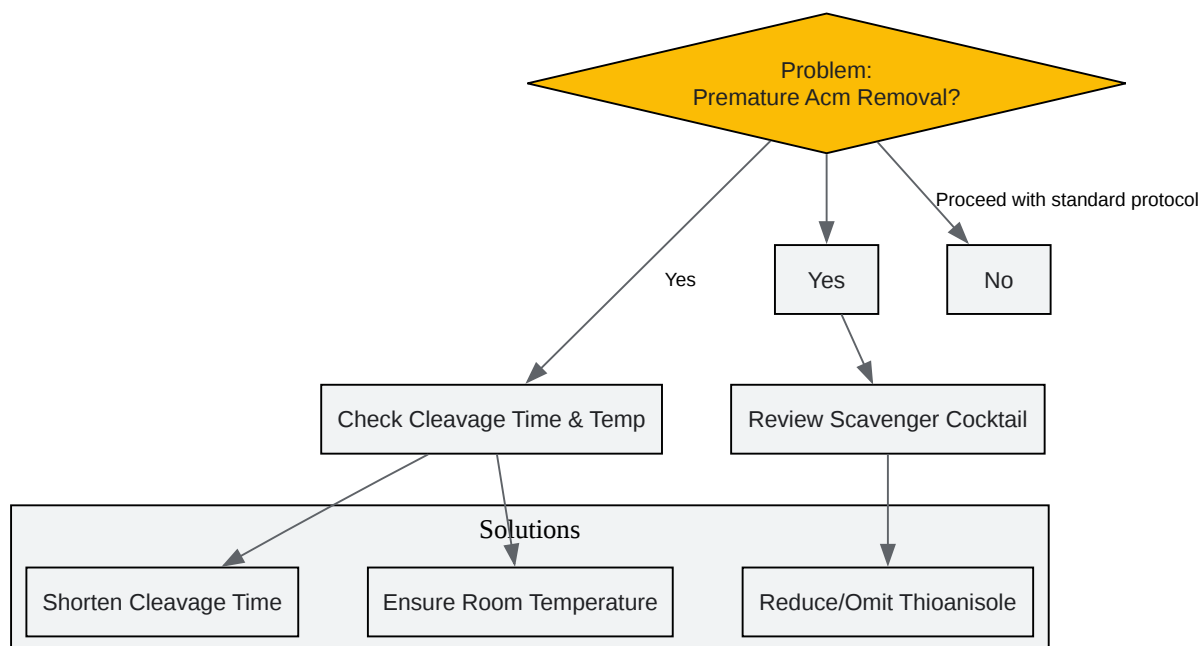 Problem:
Premature Acm Removal?
Proceed with standard protocol
Yes
Yes
No
Check Cleavage Time & Temp
Review Scavenger Cocktail
Solutions
Shorten Cleavage Time
Ensure Room Temperature
Reduce/Omit Thioanisole